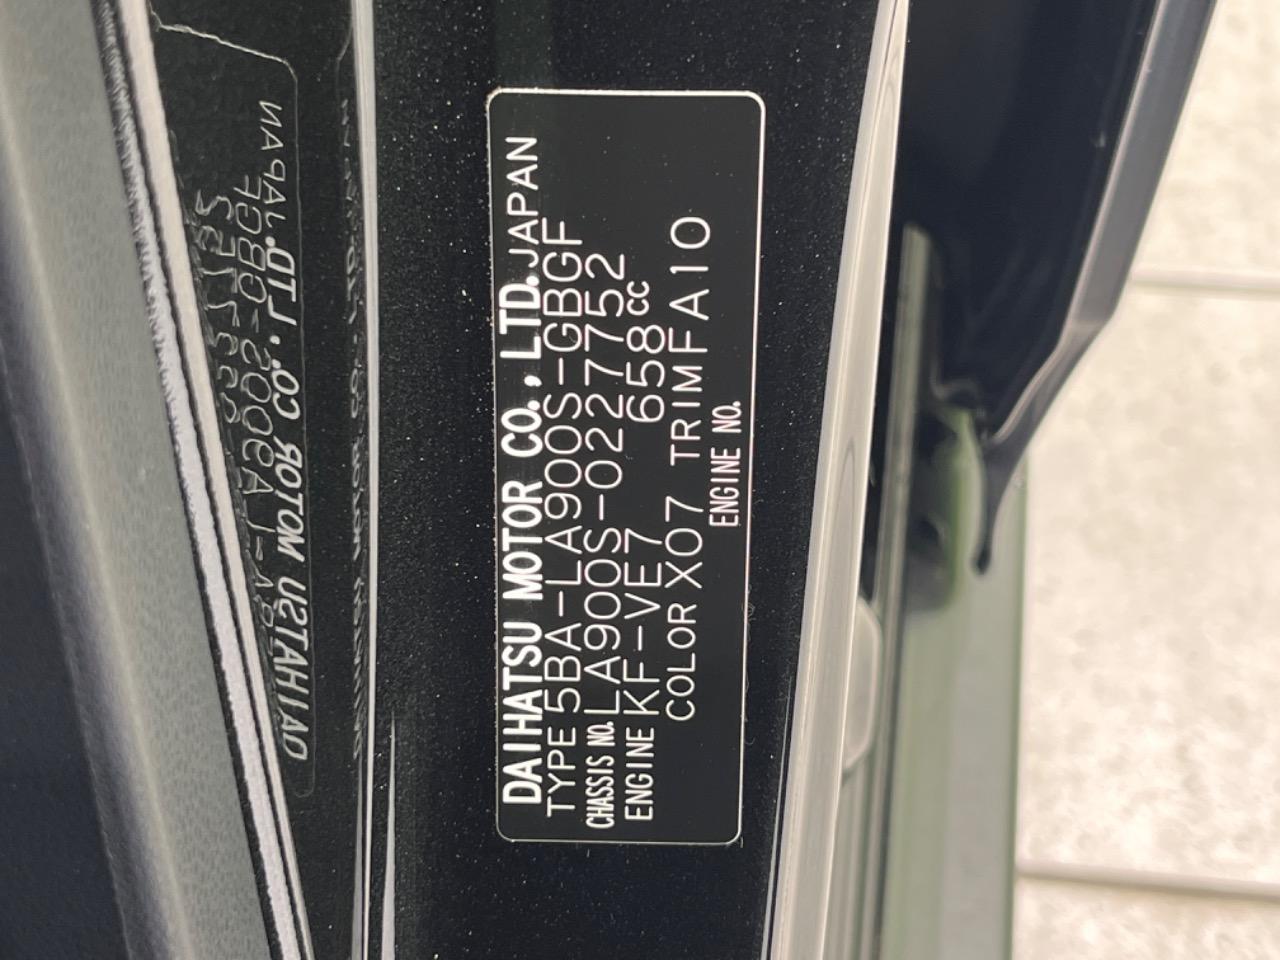 DAIHATSU MOTOR CO., LTD. JAPAN
TYPE 5BA-LA900S-GBGF
CHASSIS NO. LA900S-0227752
ENGINE KF-VE7 658cc
COLOR X07 TRIM FA10
ENGINE NO.